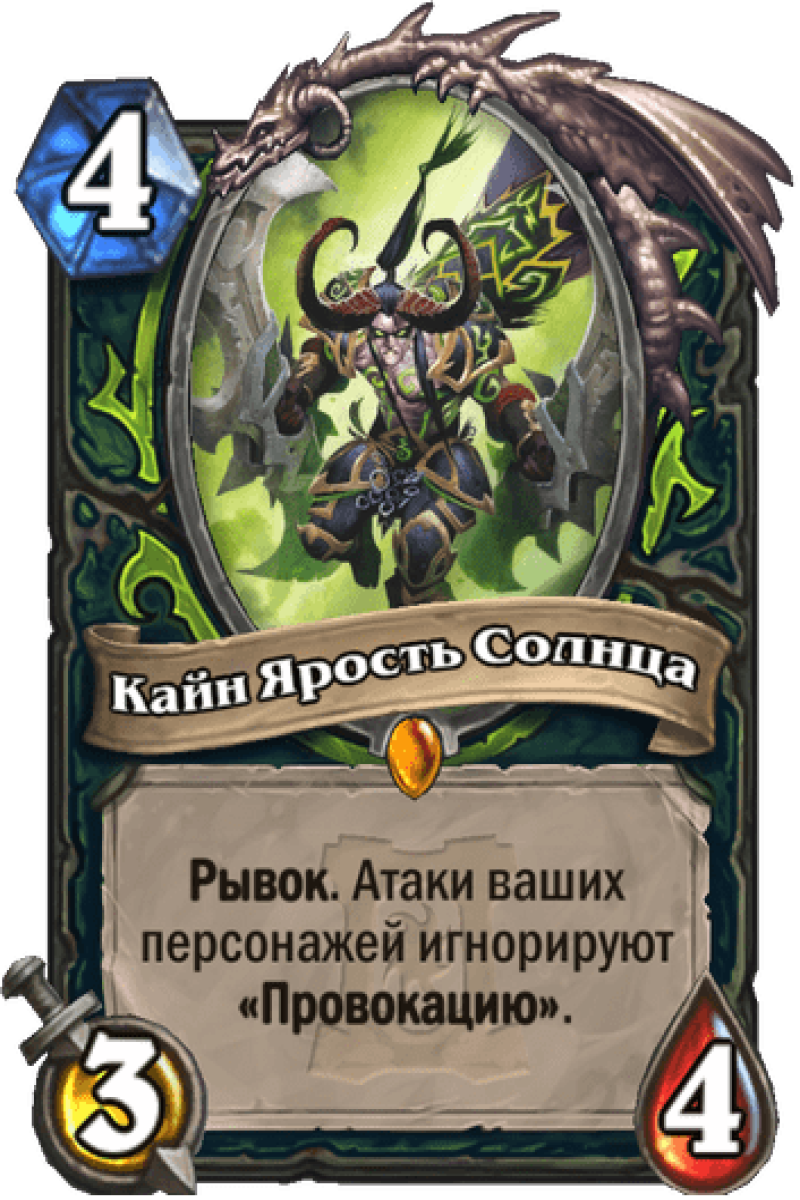 4
Кайн Ярость Солнца
Рывок. Атаки ваших
персонажей игнорируют
«Провокацию».
3
4